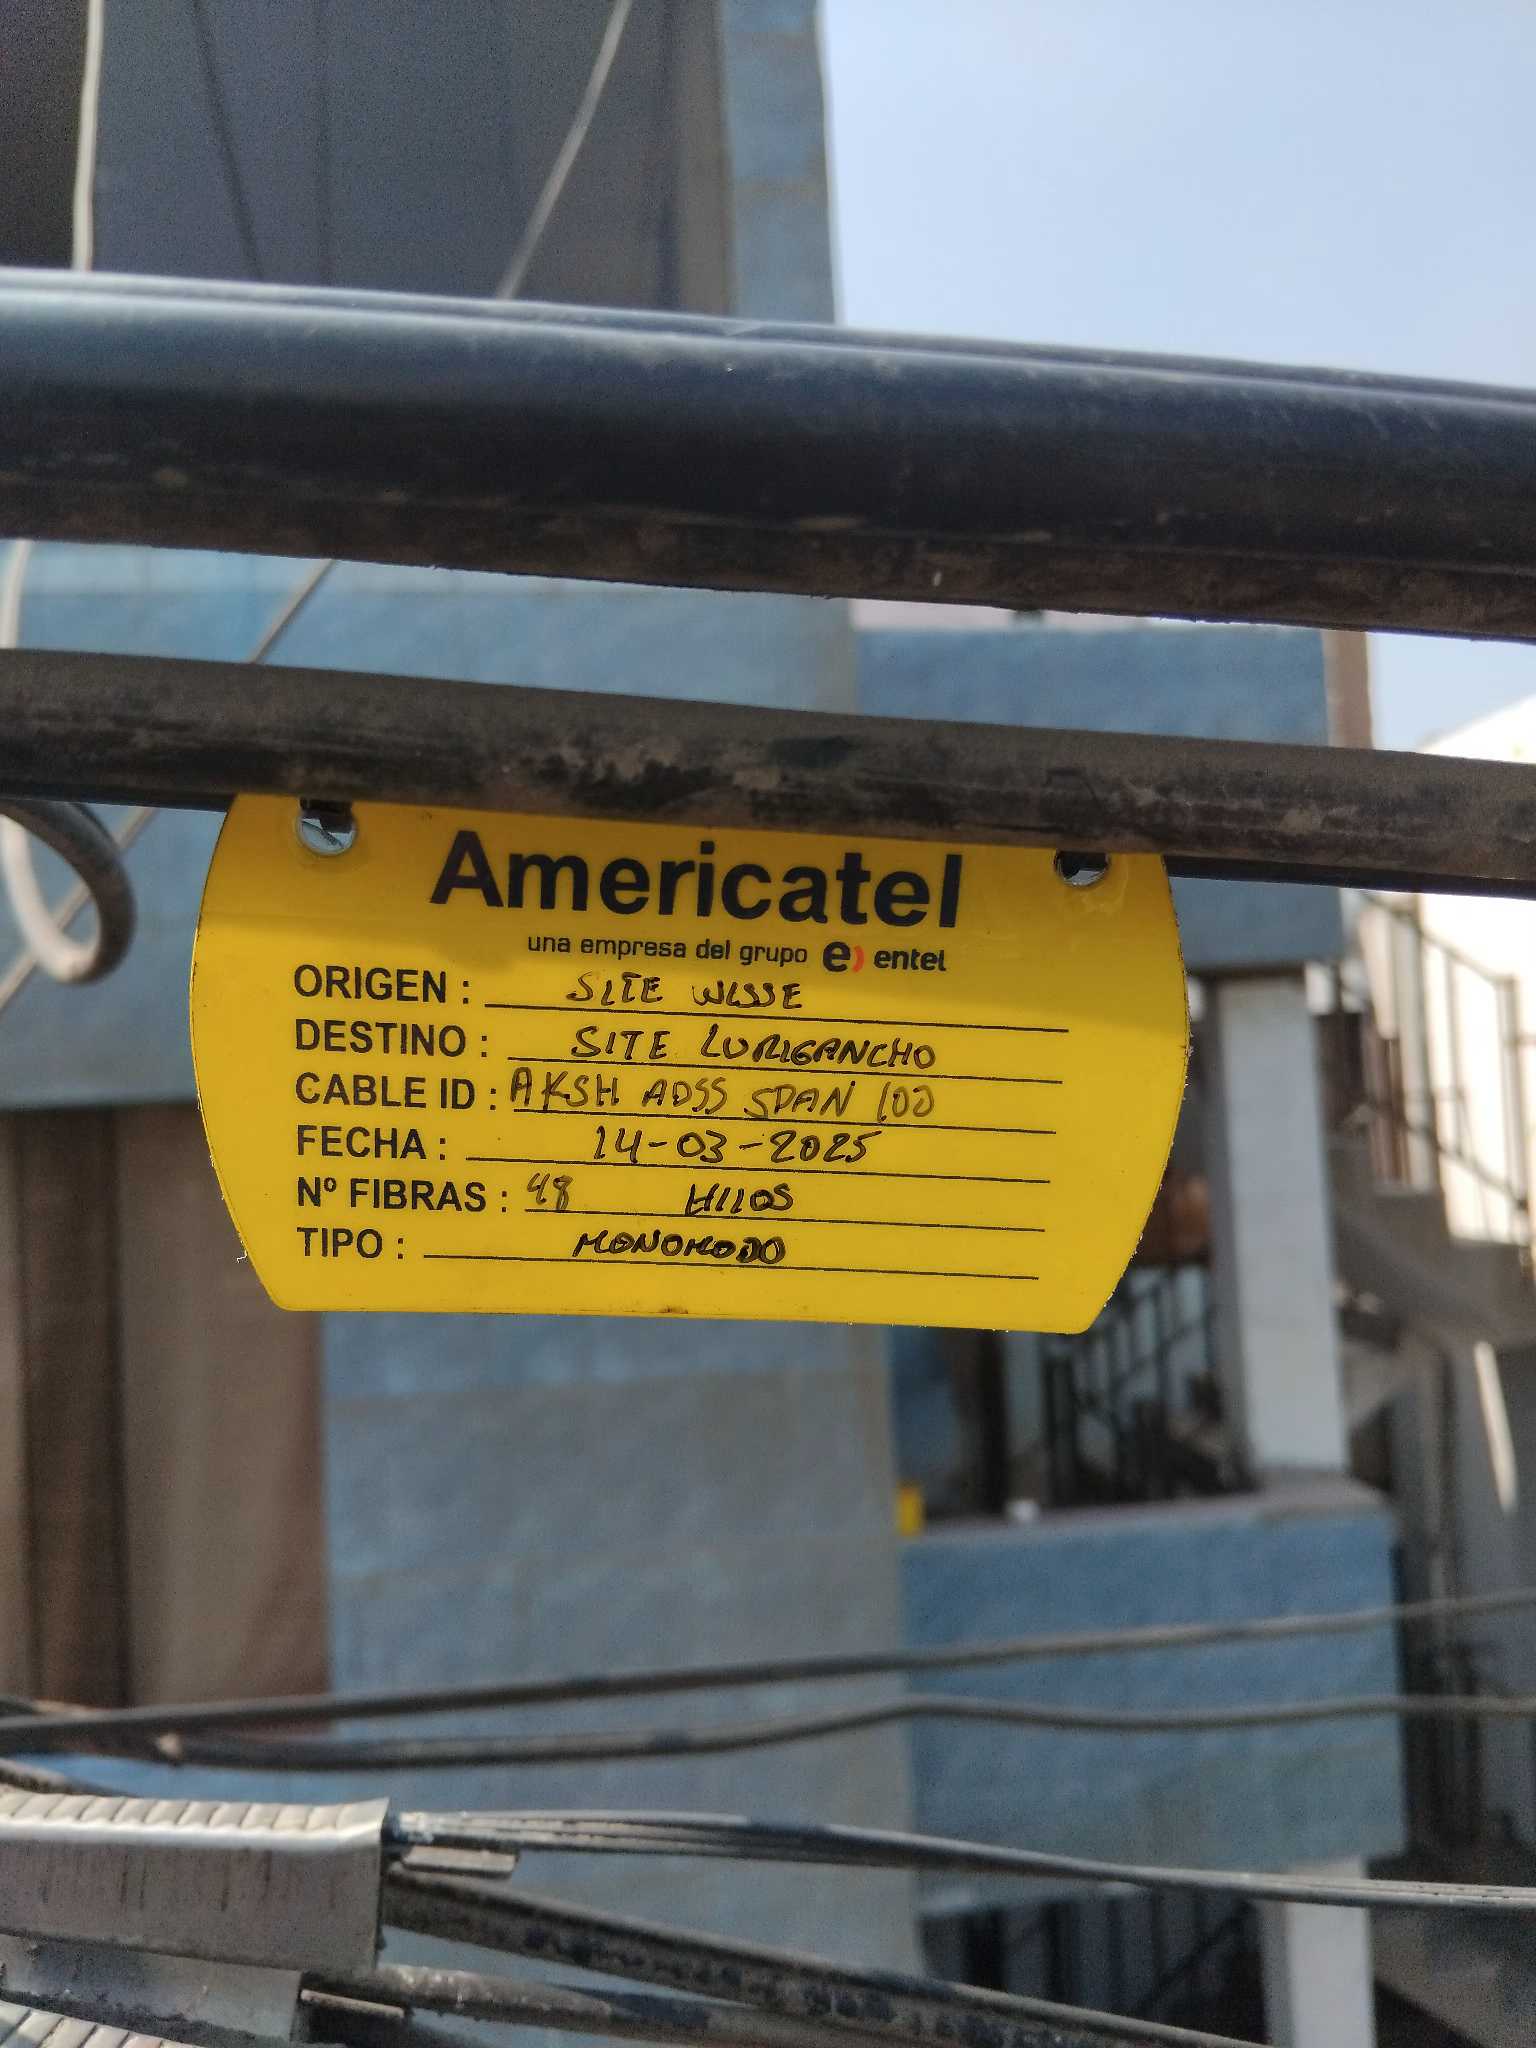 Americatel
una empresa del grupo e) entel
ORIGEN : SITE WISSE
DESTINO : SITE LURIGANCHO
CABLE ID : AKSH ADSS SPAN 100
FECHA : 14-03-2025
Nº FIBRAS : 48 HILOS
TIPO : MONOMODO